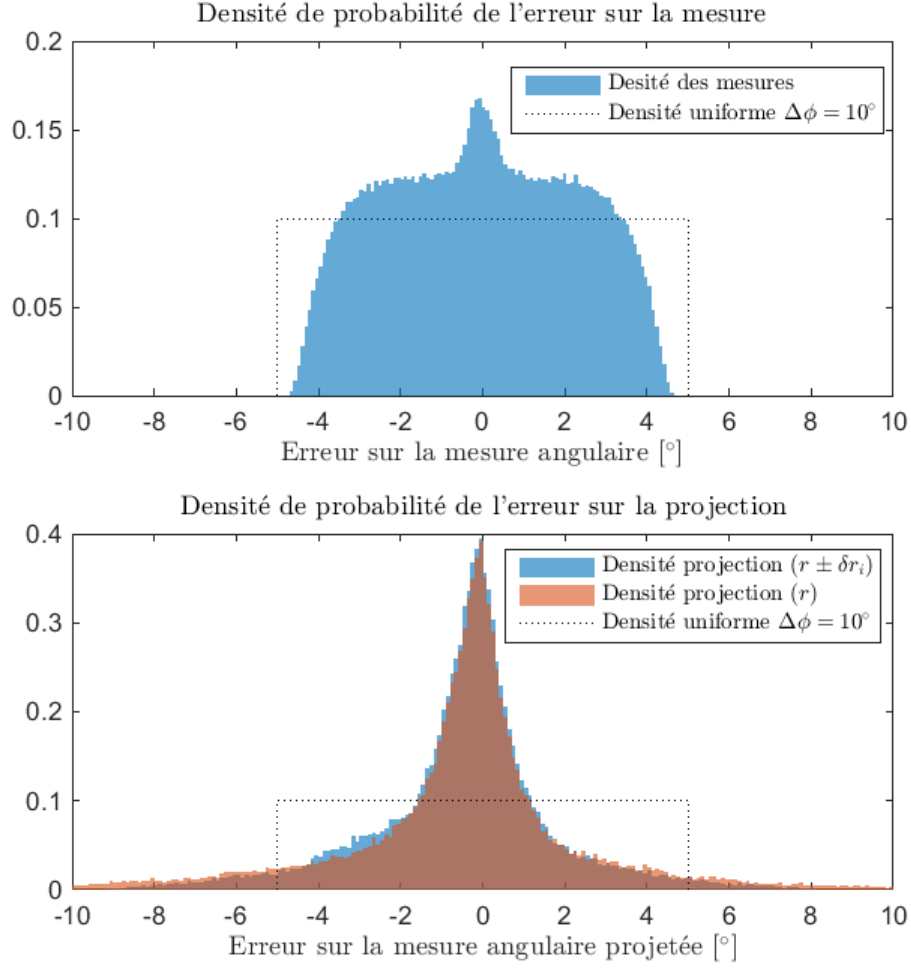 Densité de probabilité de l'erreur sur la mesure
0.2
0.15
0.1
0.05
0
Desité des mesures
Densité uniforme Δϕ = 10°
-10 -8 -6 -4 -2 0 2 4 6 8 10
Erreur sur la mesure angulaire [°]
Densité de probabilité de l'erreur sur la projection
0.4
0.3
0.2
0.1
0
Densité projection (r ± δr_i)
Densité projection (r)
Densité uniforme Δϕ = 10°
-10 -8 -6 -4 -2 0 2 4 6 8 10
Erreur sur la mesure angulaire projetée [°]